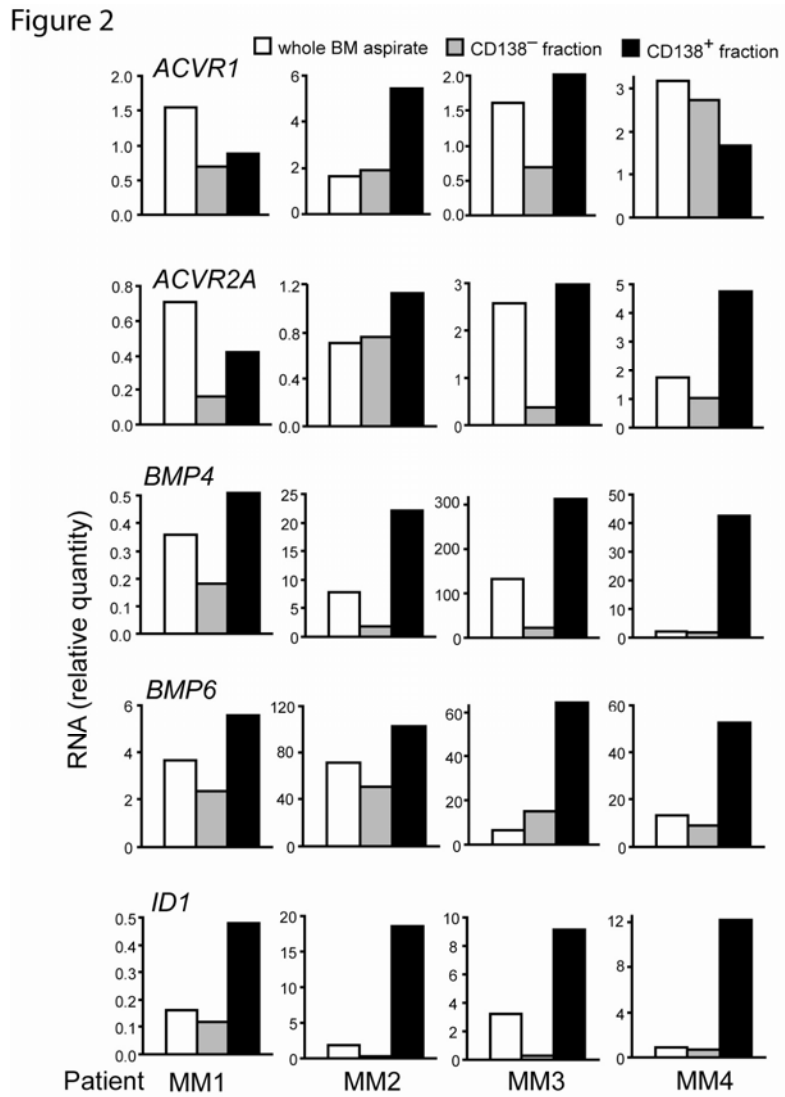 Figure 2
whole BM aspirate CD138⁻ fraction CD138⁺ fraction
ACVR1
2.0 6 2.0 3
1.5 4 1.5 2
1.0 2 1.0 1
0.5 0 0.5 0
0.0 0.0
ACVR2A
0.8 1.2 3 5
0.6 0.8 2 4
0.4 0.4 1 3
0.2 0.0 0 2
0.0 1
0
BMP4
0.5 25 300 50
0.4 20 200 40
0.3 15 100 30
0.2 10 0 20
0.1 5 10
0.0 0 0
BMP6
6 120 60 60
4 80 40 40
2 40 20 20
0 0 0 0
ID1
0.5 20 10 12
0.4 15 8 8
0.3 10 6 4
0.2 5 4 0
0.1 0 2
0.0 0
RNA (relative quantity)
Patient MM1 MM2 MM3 MM4